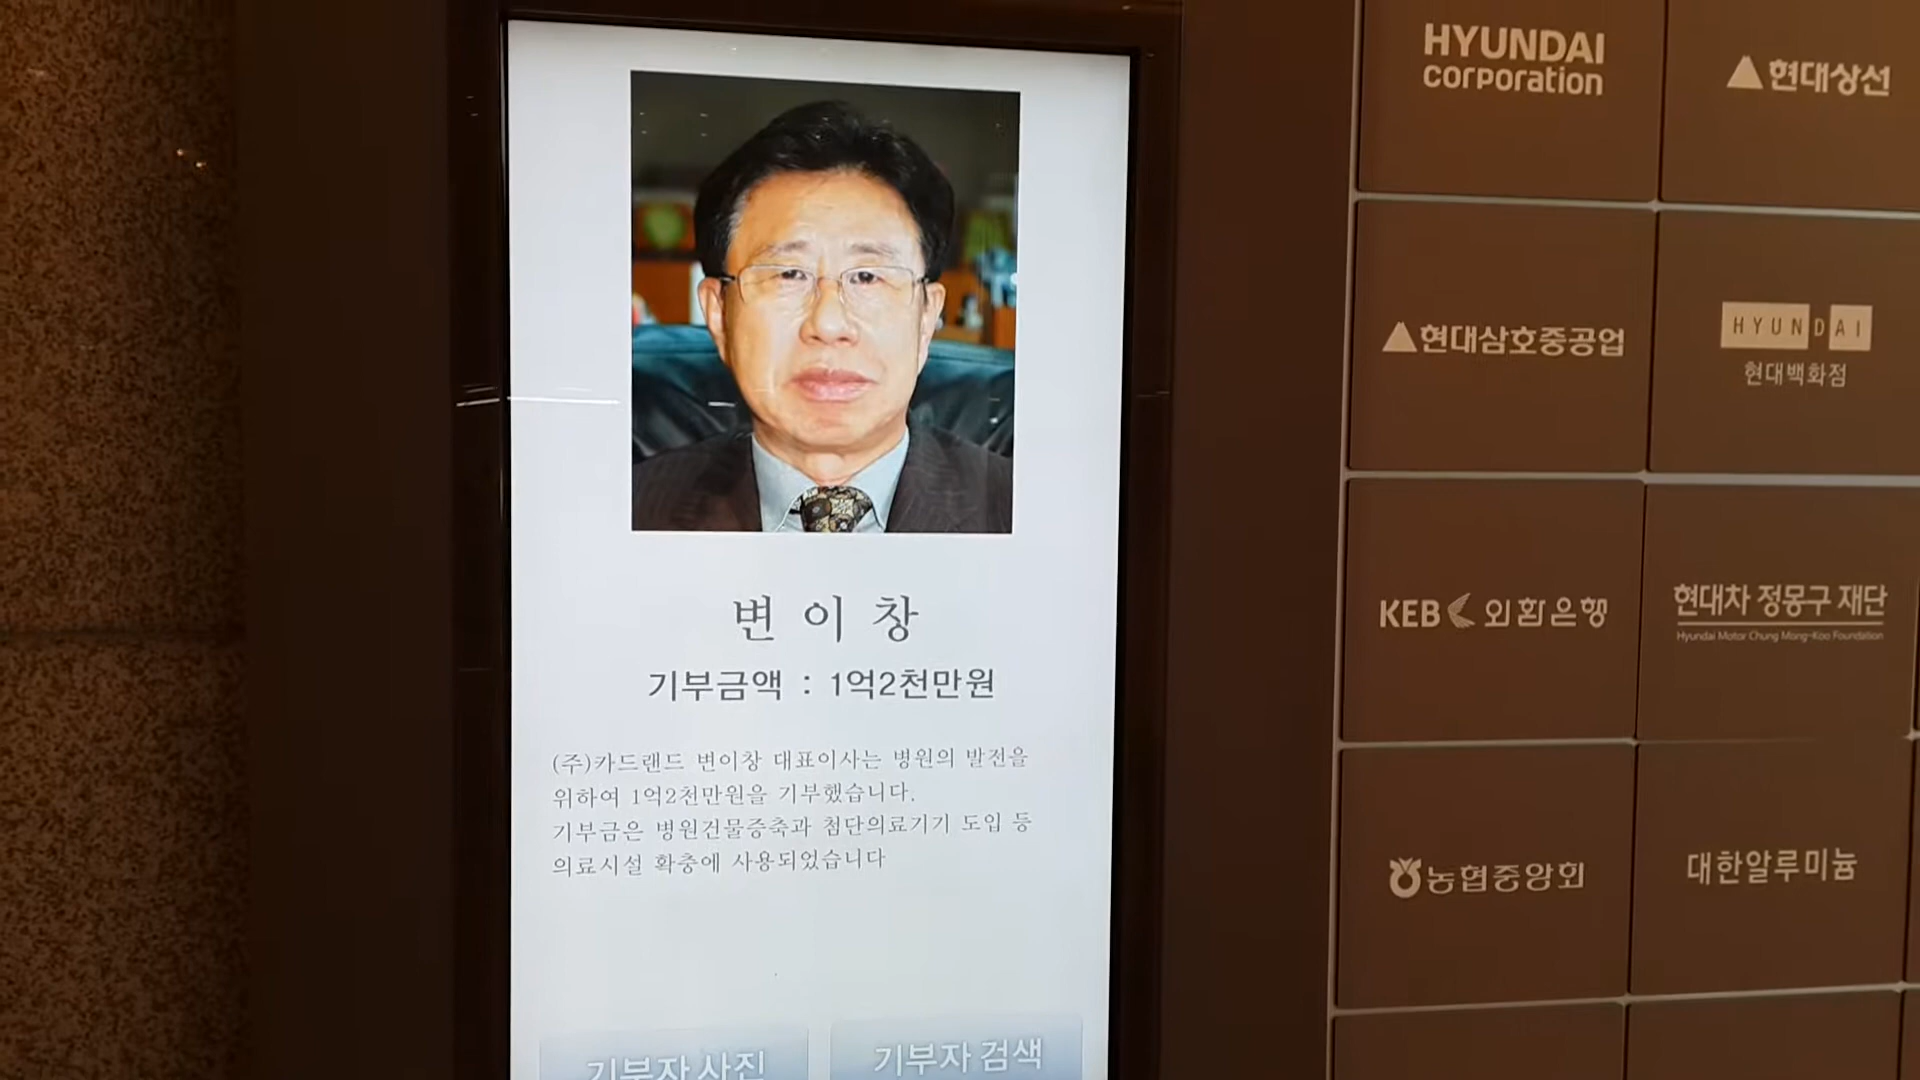 변 이 창
기부금액 : 1억2천만원
(주)카드랜드 변이창 대표이사는 병원의 발전을
위하여 1억2천만원을 기부했습니다.
기부금은 병원건물증축과 첨단의료기기 도입 등
의료시설 확충에 사용되었습니다
기부자 사진
기부자 검색
HYUNDAI
corporation
현대상선
현대삼호중공업
HYUNDAI
현대백화점
KEB 외환은행
현대차 정몽구 재단
Hyundai Motor Chung Mong-Koo Foundation
농협중앙회
대한알루미늄